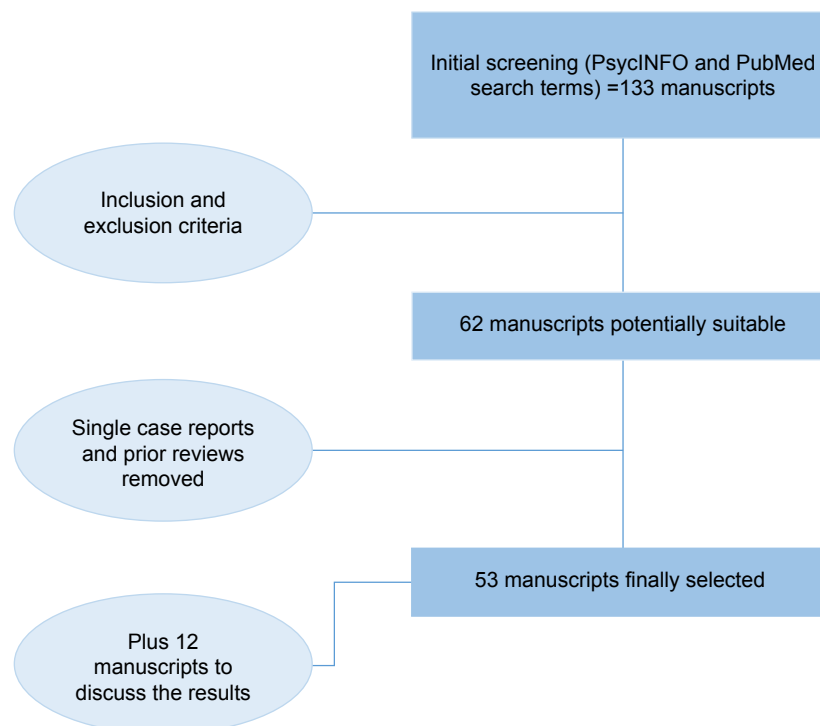 Initial screening (PsycINFO and PubMed
search terms) =133 manuscripts
Inclusion and
exclusion criteria
62 manuscripts potentially suitable
Single case reports
and prior reviews
removed
53 manuscripts finally selected
Plus 12
manuscripts to
discuss the results